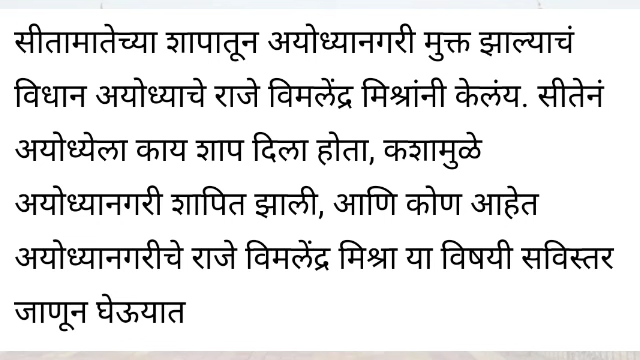 सीतामातेच्या शापातून अयोध्यानगरी मुक्त झाल्याचं
विधान अयोध्याचे राजे विमलेंद्र मिश्रांनी केलंय. सीतेनं
अयोध्येला काय शाप दिला होता, कशामुळे
अयोध्यानगरी शापित झाली, आणि कोण आहेत
अयोध्यानगरीचे राजे विमलेंद्र मिश्रा या विषयी सविस्तर
जाणून घेऊयात